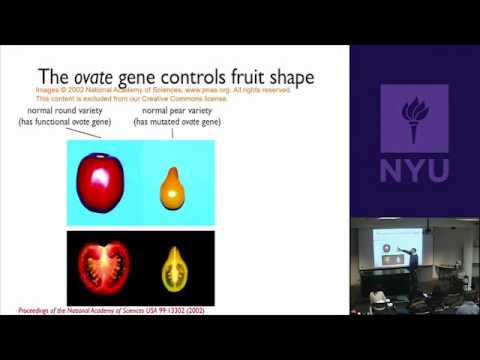 The ovate gene controls fruit shape
Images © 2002 National Academy of Sciences, www.pnas.org. All rights reserved.
This content is excluded from our Creative Commons license.
normal round variety
(has functional ovate gene)
normal pear variety
(has mutated ovate gene)
Proceedings of the National Academy of Sciences USA 99:13302 (2002)
NYU